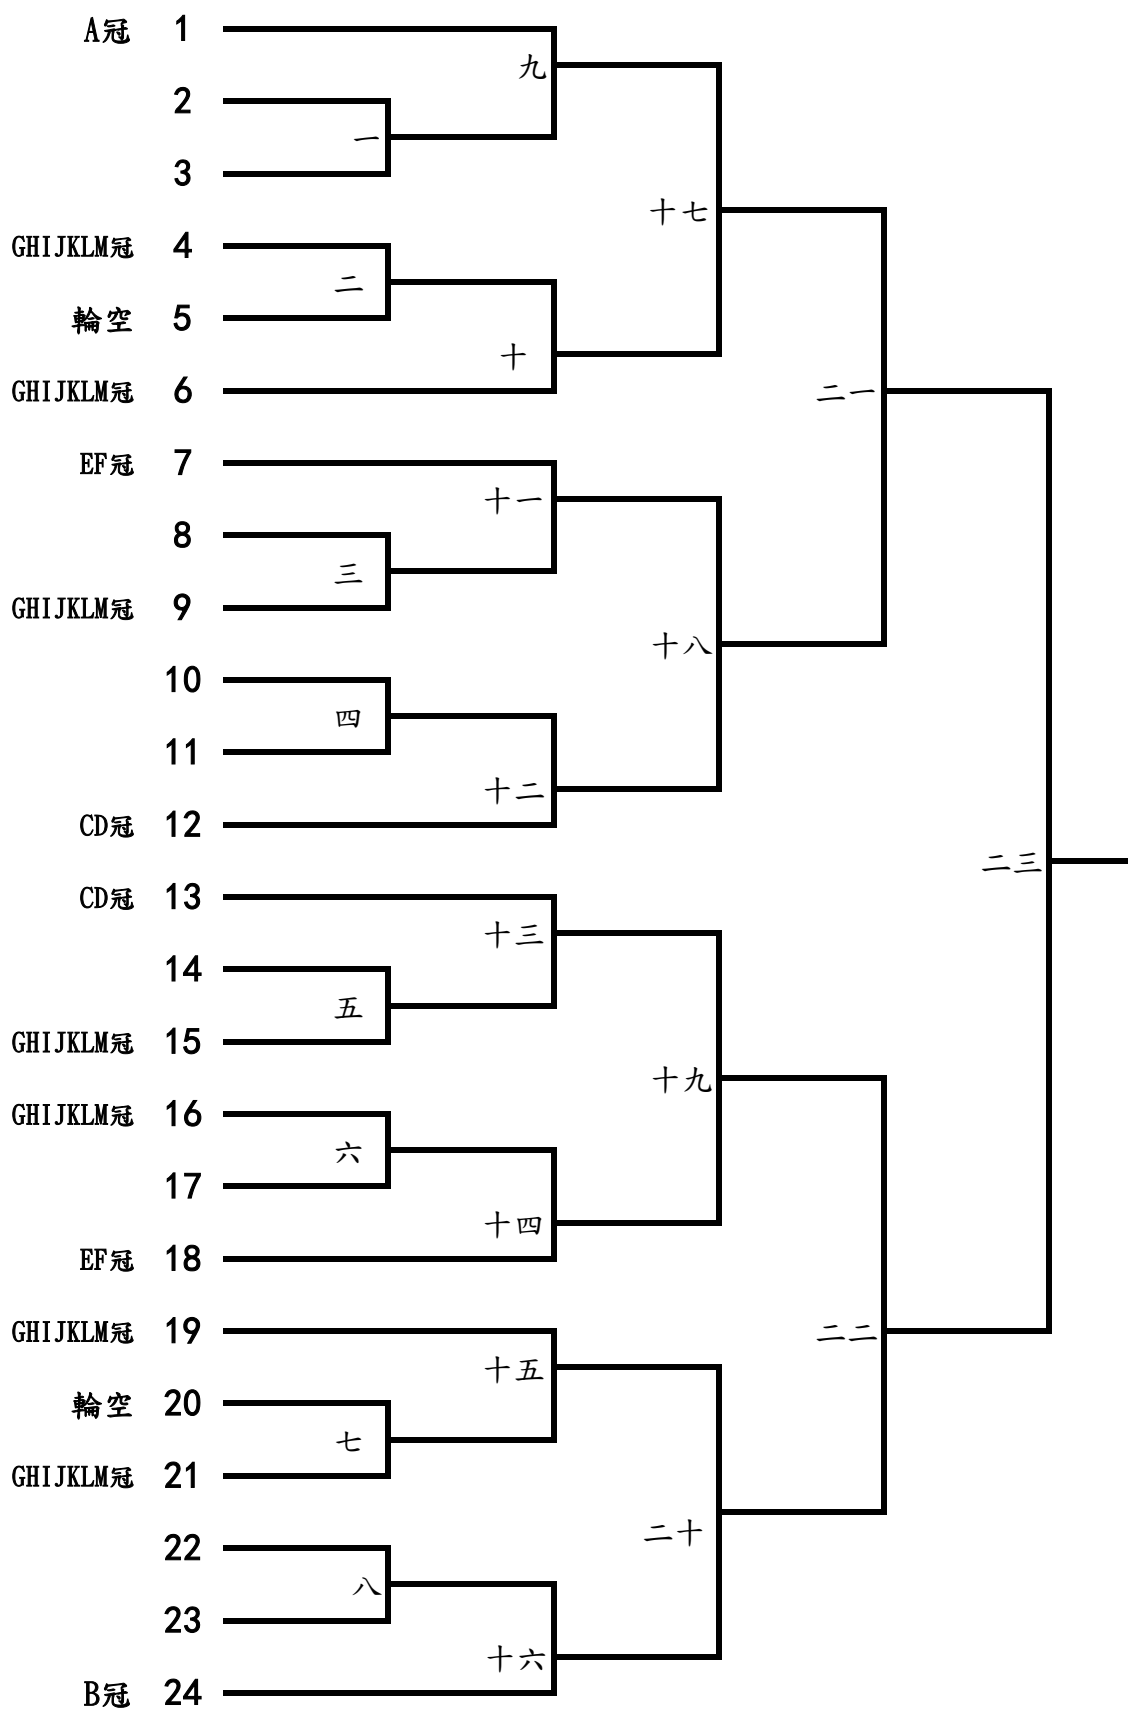 A冠 1
九
2
一
3
十七
GHIJKLM冠 4
二
輪空 5
十
GHIJKLM冠 6
二一
EF冠 7
十一
8
三
GHIJKLM冠 9
十八
10
四
11
十二
CD冠 12
二三
CD冠 13
十三
14
五
GHIJKLM冠 15
十九
GHIJKLM冠 16
六
17
十四
EF冠 18
GHIJKLM冠 19
二二
十五
輪空 20
七
GHIJKLM冠 21
二十
22
八
23
十六
B冠 24